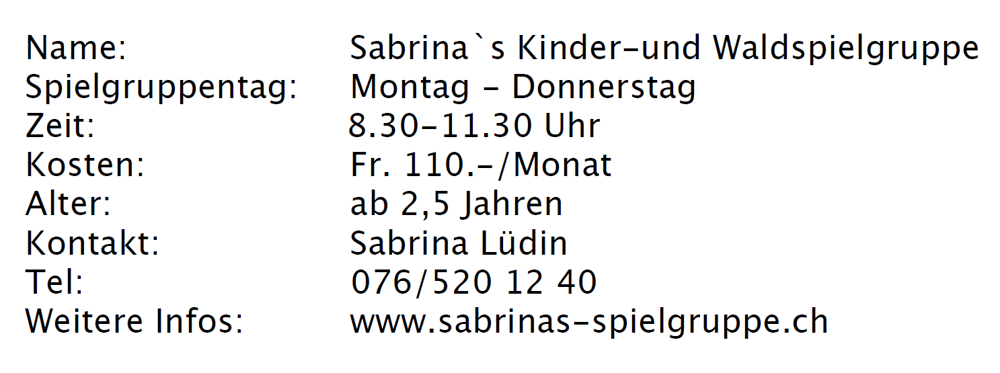 Name: Sabrina`s Kinder-und Waldspielgruppe
Spielgruppentag: Montag - Donnerstag
Zeit: 8.30-11.30 Uhr
Kosten: Fr. 110.-/Monat
Alter: ab 2,5 Jahren
Kontakt: Sabrina Lüdin
Tel: 076/520 12 40
Weitere Infos: www.sabrinas-spielgruppe.ch